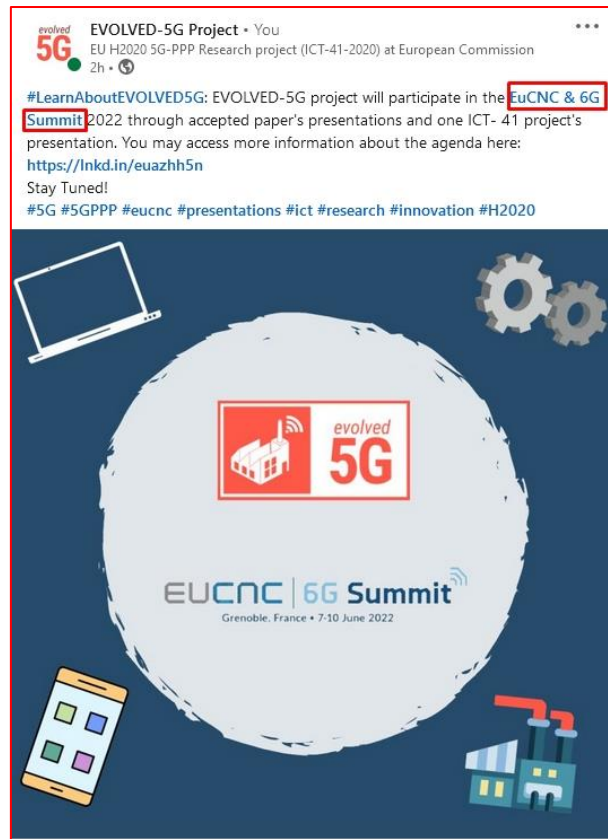 evolved
5G
EVOLVED-5G Project • You
EU H2020 5G-PPP Research project (ICT-41-2020) at European Commission
2h •
#LearnAboutEVOLVED5G: EVOLVED-5G project will participate in the EuCNC & 6G
Summit 2022 through accepted paper's presentations and one ICT- 41 project's
presentation. You may access more information about the agenda here:
https://lnkd.in/euazhh5n
Stay Tuned!
#5G #5GPPP #eucnc #presentations #ict #research #innovation #H2020
evolved
5G
EUCNC | 6G Summit
Grenoble, France • 7-10 June 2022